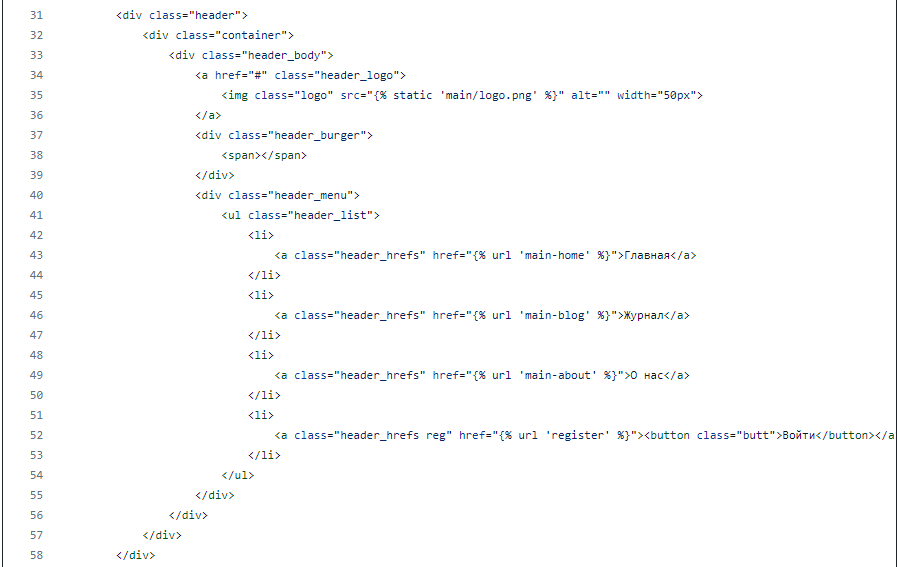 31 <div class="header">
32 <div class="container">
33 <div class="header_body">
34 <a href="#" class="header_logo">
35 <img class="logo" src="{% static 'main/logo.png' %}" alt="" width="50px">
36 </a>
37 <div class="header_burger">
38 <span></span>
39 </div>
40 <div class="header_menu">
41 <ul class="header_list">
42 <li>
43 <a class="header_hrefs" href="{% url 'main-home' %}">Главная</a>
44 </li>
45 <li>
46 <a class="header_hrefs" href="{% url 'main-blog' %}">Журнал</a>
47 </li>
48 <li>
49 <a class="header_hrefs" href="{% url 'main-about' %}">О нас</a>
50 </li>
51 <li>
52 <a class="header_hrefs reg" href="{% url 'register' %}"><button class="butt">Войти</button></a
53 </li>
54 </ul>
55 </div>
56 </div>
57 </div>
58 </div>